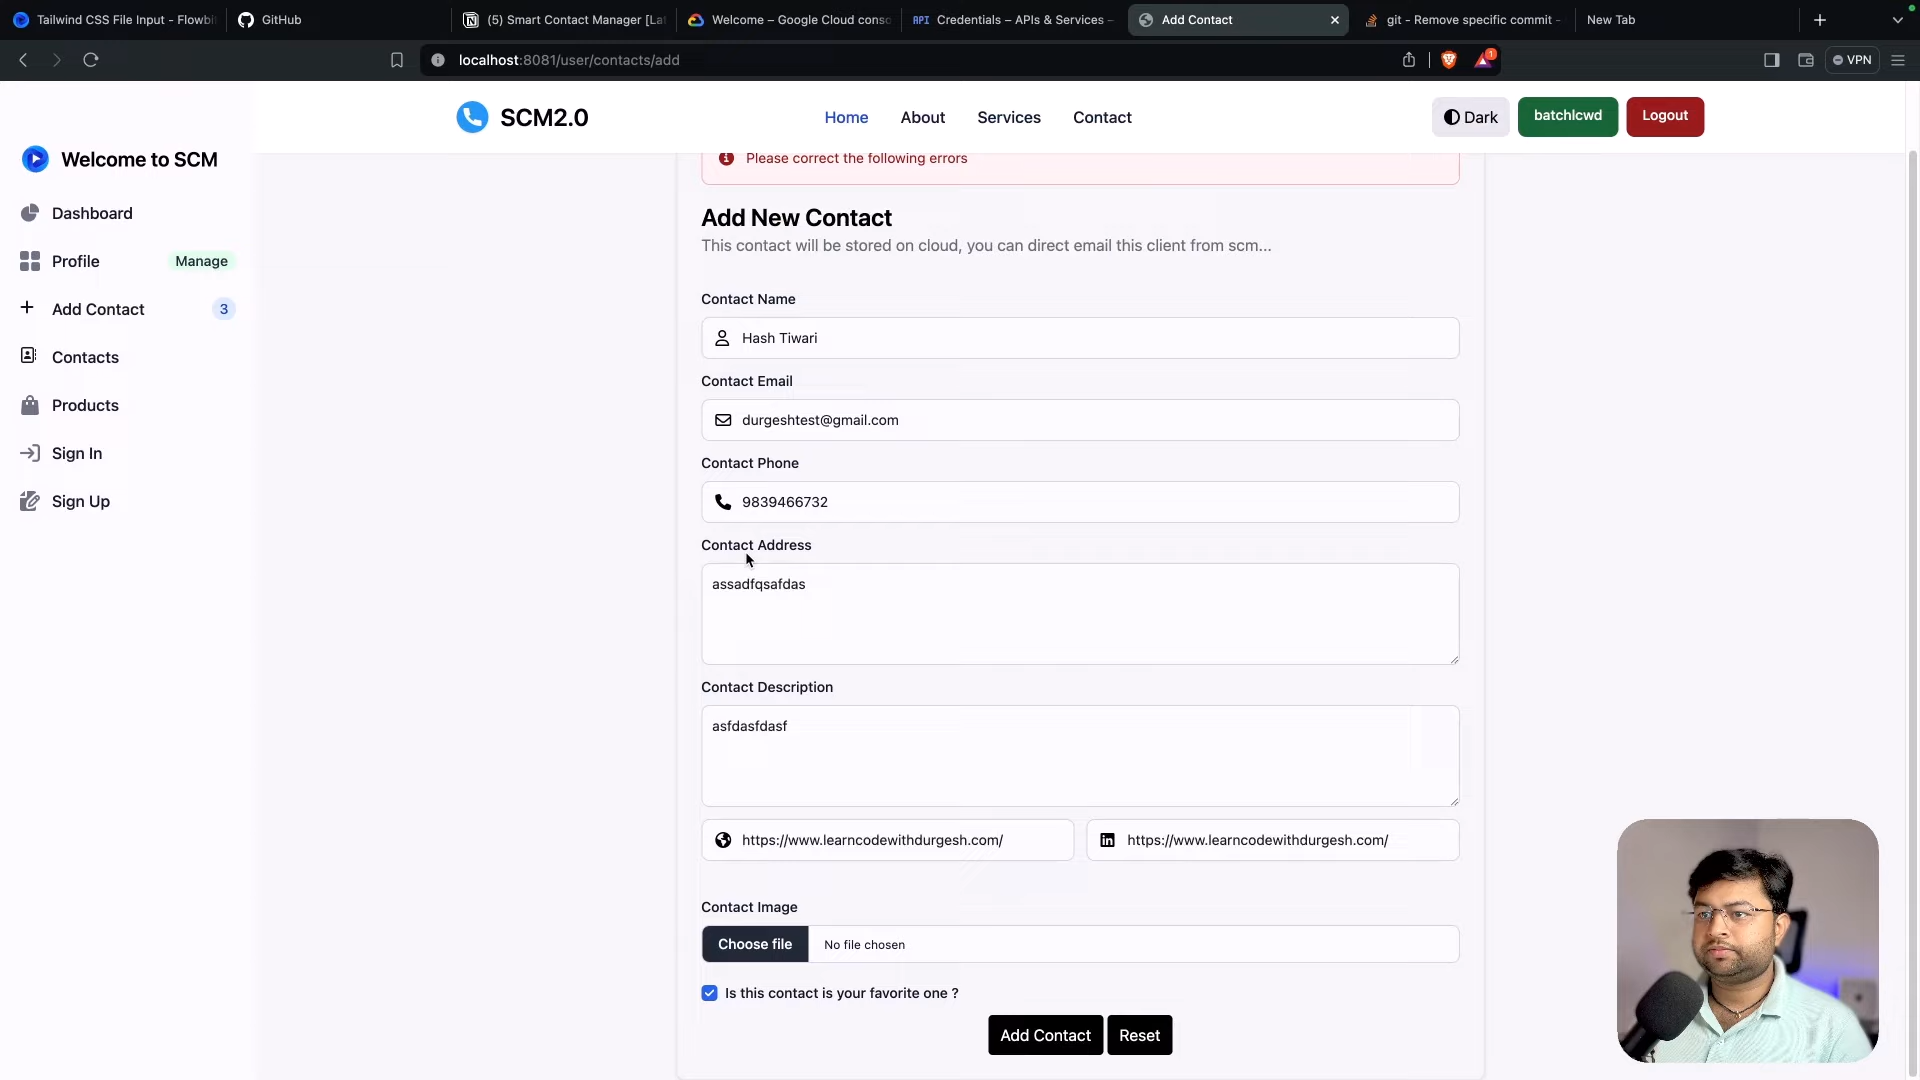 Tailwind CSS File Input - Flowbi
GitHub
(5) Smart Contact Manager [La
Welcome – Google Cloud conso
API Credentials – APIs & Services –
Add Contact
git - Remove specific commit -
New Tab
localhost:8081/user/contacts/add
1
VPN
SCM2.0
Home
About
Services
Contact
Dark
batchlcwd
Logout
Welcome to SCM
Dashboard
Profile
Manage
Add Contact
3
Contacts
Products
Sign In
Sign Up
Please correct the following errors
Add New Contact
This contact will be stored on cloud, you can direct email this client from scm...
Contact Name
Hash Tiwari
Contact Email
durgeshtest@gmail.com
Contact Phone
9839466732
Contact Address
assadfqsafdas
Contact Description
asfdasfdasf
https://www.learncodewithdurgesh.com/
https://www.learncodewithdurgesh.com/
Contact Image
Choose file
No file chosen
Is this contact is your favorite one ?
Add Contact
Reset